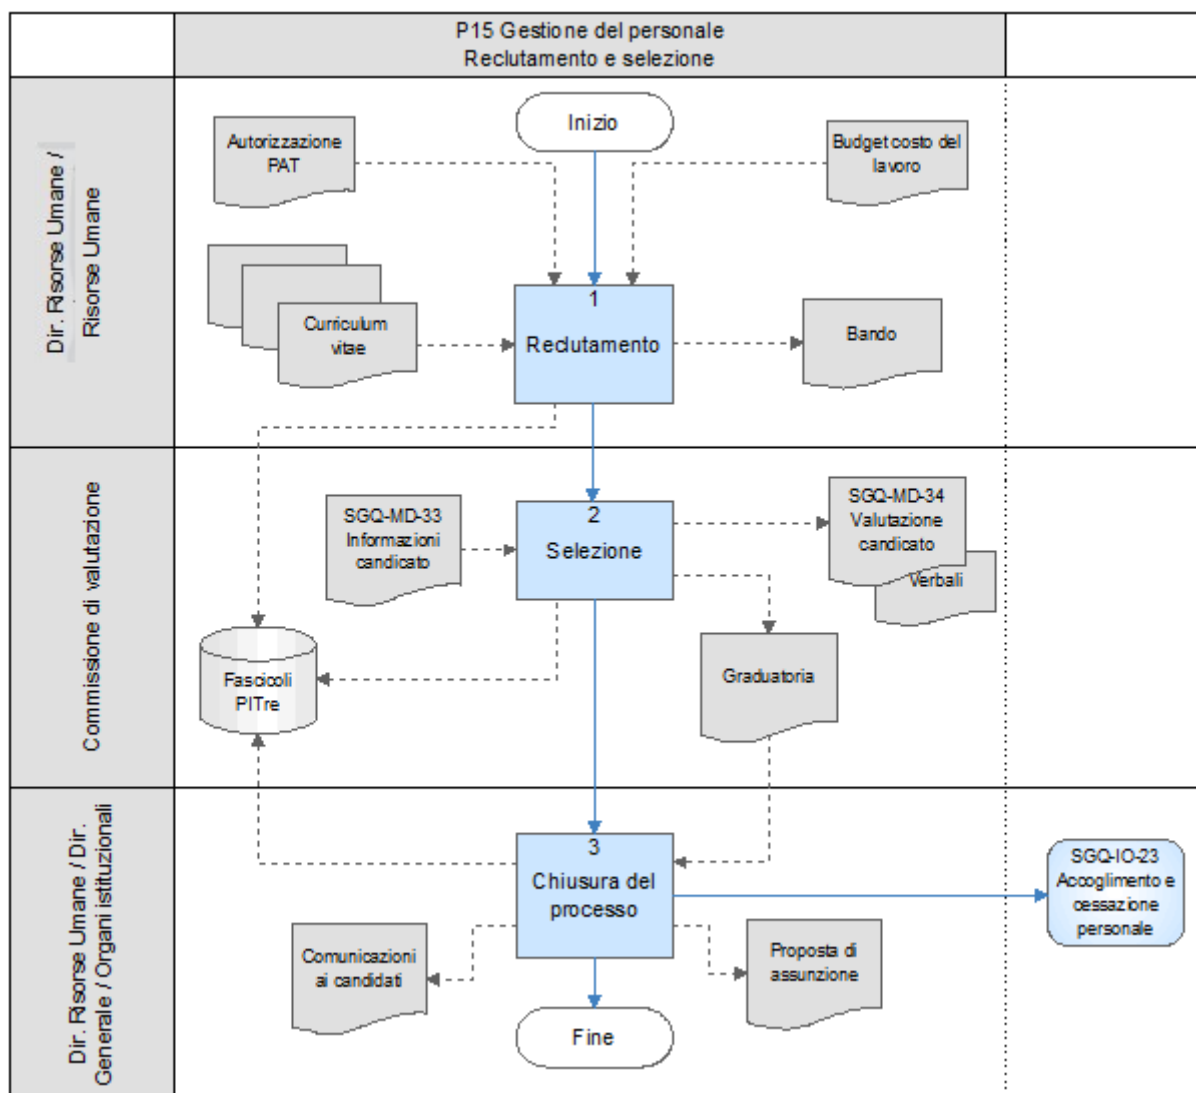 P15 Gestione del personale
Reclutamento e selezione
Dir. Risorse Umane /
Risorse Umane
Inizio
Autorizzazione
PAT
Budget costo del
lavoro
Curriculum
vitae
1
Reclutamento
Bando
Commissione di valutazione
SGQ-MD-33
Informazioni
candicato
2
Selezione
SGQ-MD-34
Valutazione
candicato
Verbali
Fascicoli
PITre
Graduatoria
Dir. Risorse Umane / Dir.
Generale / Organi istituzionali
3
Chiusura del
processo
SGQ-IO-23
Accoglimento e
cessazione
personale
Comunicazioni
ai candidati
Proposta di
assunzione
Fine